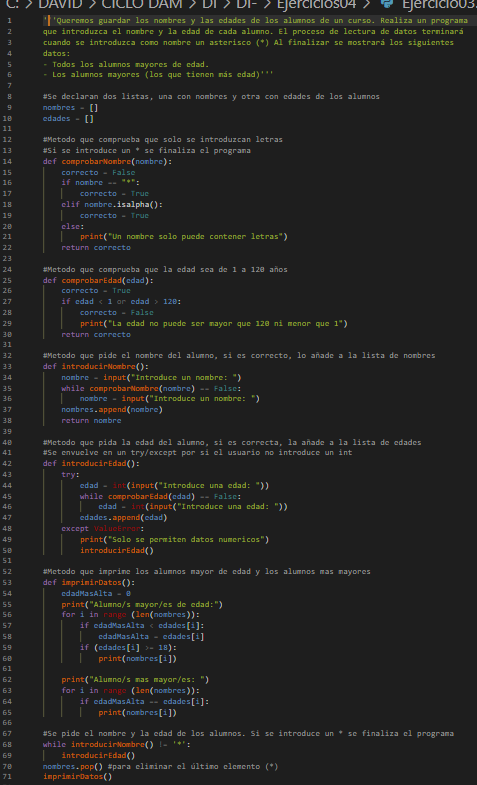 C: > DAVID > CICLO DAM > DI > DI- > Ejercicios04 > Ejercicio03.
1 '''Queremos guardar los nombres y las edades de los alumnos de un curso. Realiza un programa
2 que introduzca el nombre y la edad de cada alumno. El proceso de lectura de datos terminará
3 cuando se introduzca como nombre un asterisco (*) Al finalizar se mostrará los siguientes
4 datos:
5 - Todos los alumnos mayores de edad.
6 - Los alumnos mayores (los que tienen más edad)'''
7
8 #Se declaran dos listas, una con nombres y otra con edades de los alumnos
9 nombres = []
10 edades = []
11
12 #Metodo que comprueba que solo se introduzcan letras
13 #Si se introduce un * se finaliza el programa
14 def comprobarNombre(nombre):
15 correcto = False
16 if nombre == "*":
17 correcto = True
18 elif nombre.isalpha():
19 correcto = True
20 else:
21 print("Un nombre solo puede contener letras")
22 return correcto
23
24 #Metodo que comprueba que la edad sea de 1 a 120 años
25 def comprobarEdad(edad):
26 correcto = True
27 if edad < 1 or edad > 120:
28 correcto = False
29 print("La edad no puede ser mayor que 120 ni menor que 1")
30 return correcto
31
32 #Metodo que pide el nombre del alumno, si es correcto, lo añade a la lista de nombres
33 def introducirNombre():
34 nombre = input("Introduce un nombre: ")
35 while comprobarNombre(nombre) == False:
36 nombre = input("Introduce un nombre: ")
37 nombres.append(nombre)
38 return nombre
39
40 #Metodo que pida la edad del alumno, si es correcta, la añade a la lista de edades
41 #Se envuelve en un try/except por si el usuario no introduce un int
42 def introducirEdad():
43 try:
44 edad = int(input("Introduce una edad: "))
45 while comprobarEdad(edad) == False:
46 edad = int(input("Introduce una edad: "))
47 edades.append(edad)
48 except ValueError:
49 print("Solo se permiten datos numericos")
50 introducirEdad()
51
52 #Metodo que imprime los alumnos mayor de edad y los alumnos mas mayores
53 def imprimirDatos():
54 edadMasAlta = 0
55 print("Alumno/s mayor/es de edad:")
56 for i in range (len(nombres)):
57 if edadMasAlta < edades[i]:
58 edadMasAlta = edades[i]
59 if (edades[i] >= 18):
60 print(nombres[i])
61
62 print("Alumno/s mas mayor/es: ")
63 for i in range (len(nombres)):
64 if edadMasAlta == edades[i]:
65 print(nombres[i])
66
67 #Se pide el nombre y la edad de los alumnos. Si se introduce un * se finaliza el programa
68 while introducirNombre() != '*':
69 introducirEdad()
70 nombres.pop() #para eliminar el último elemento (*)
71 imprimirDatos()